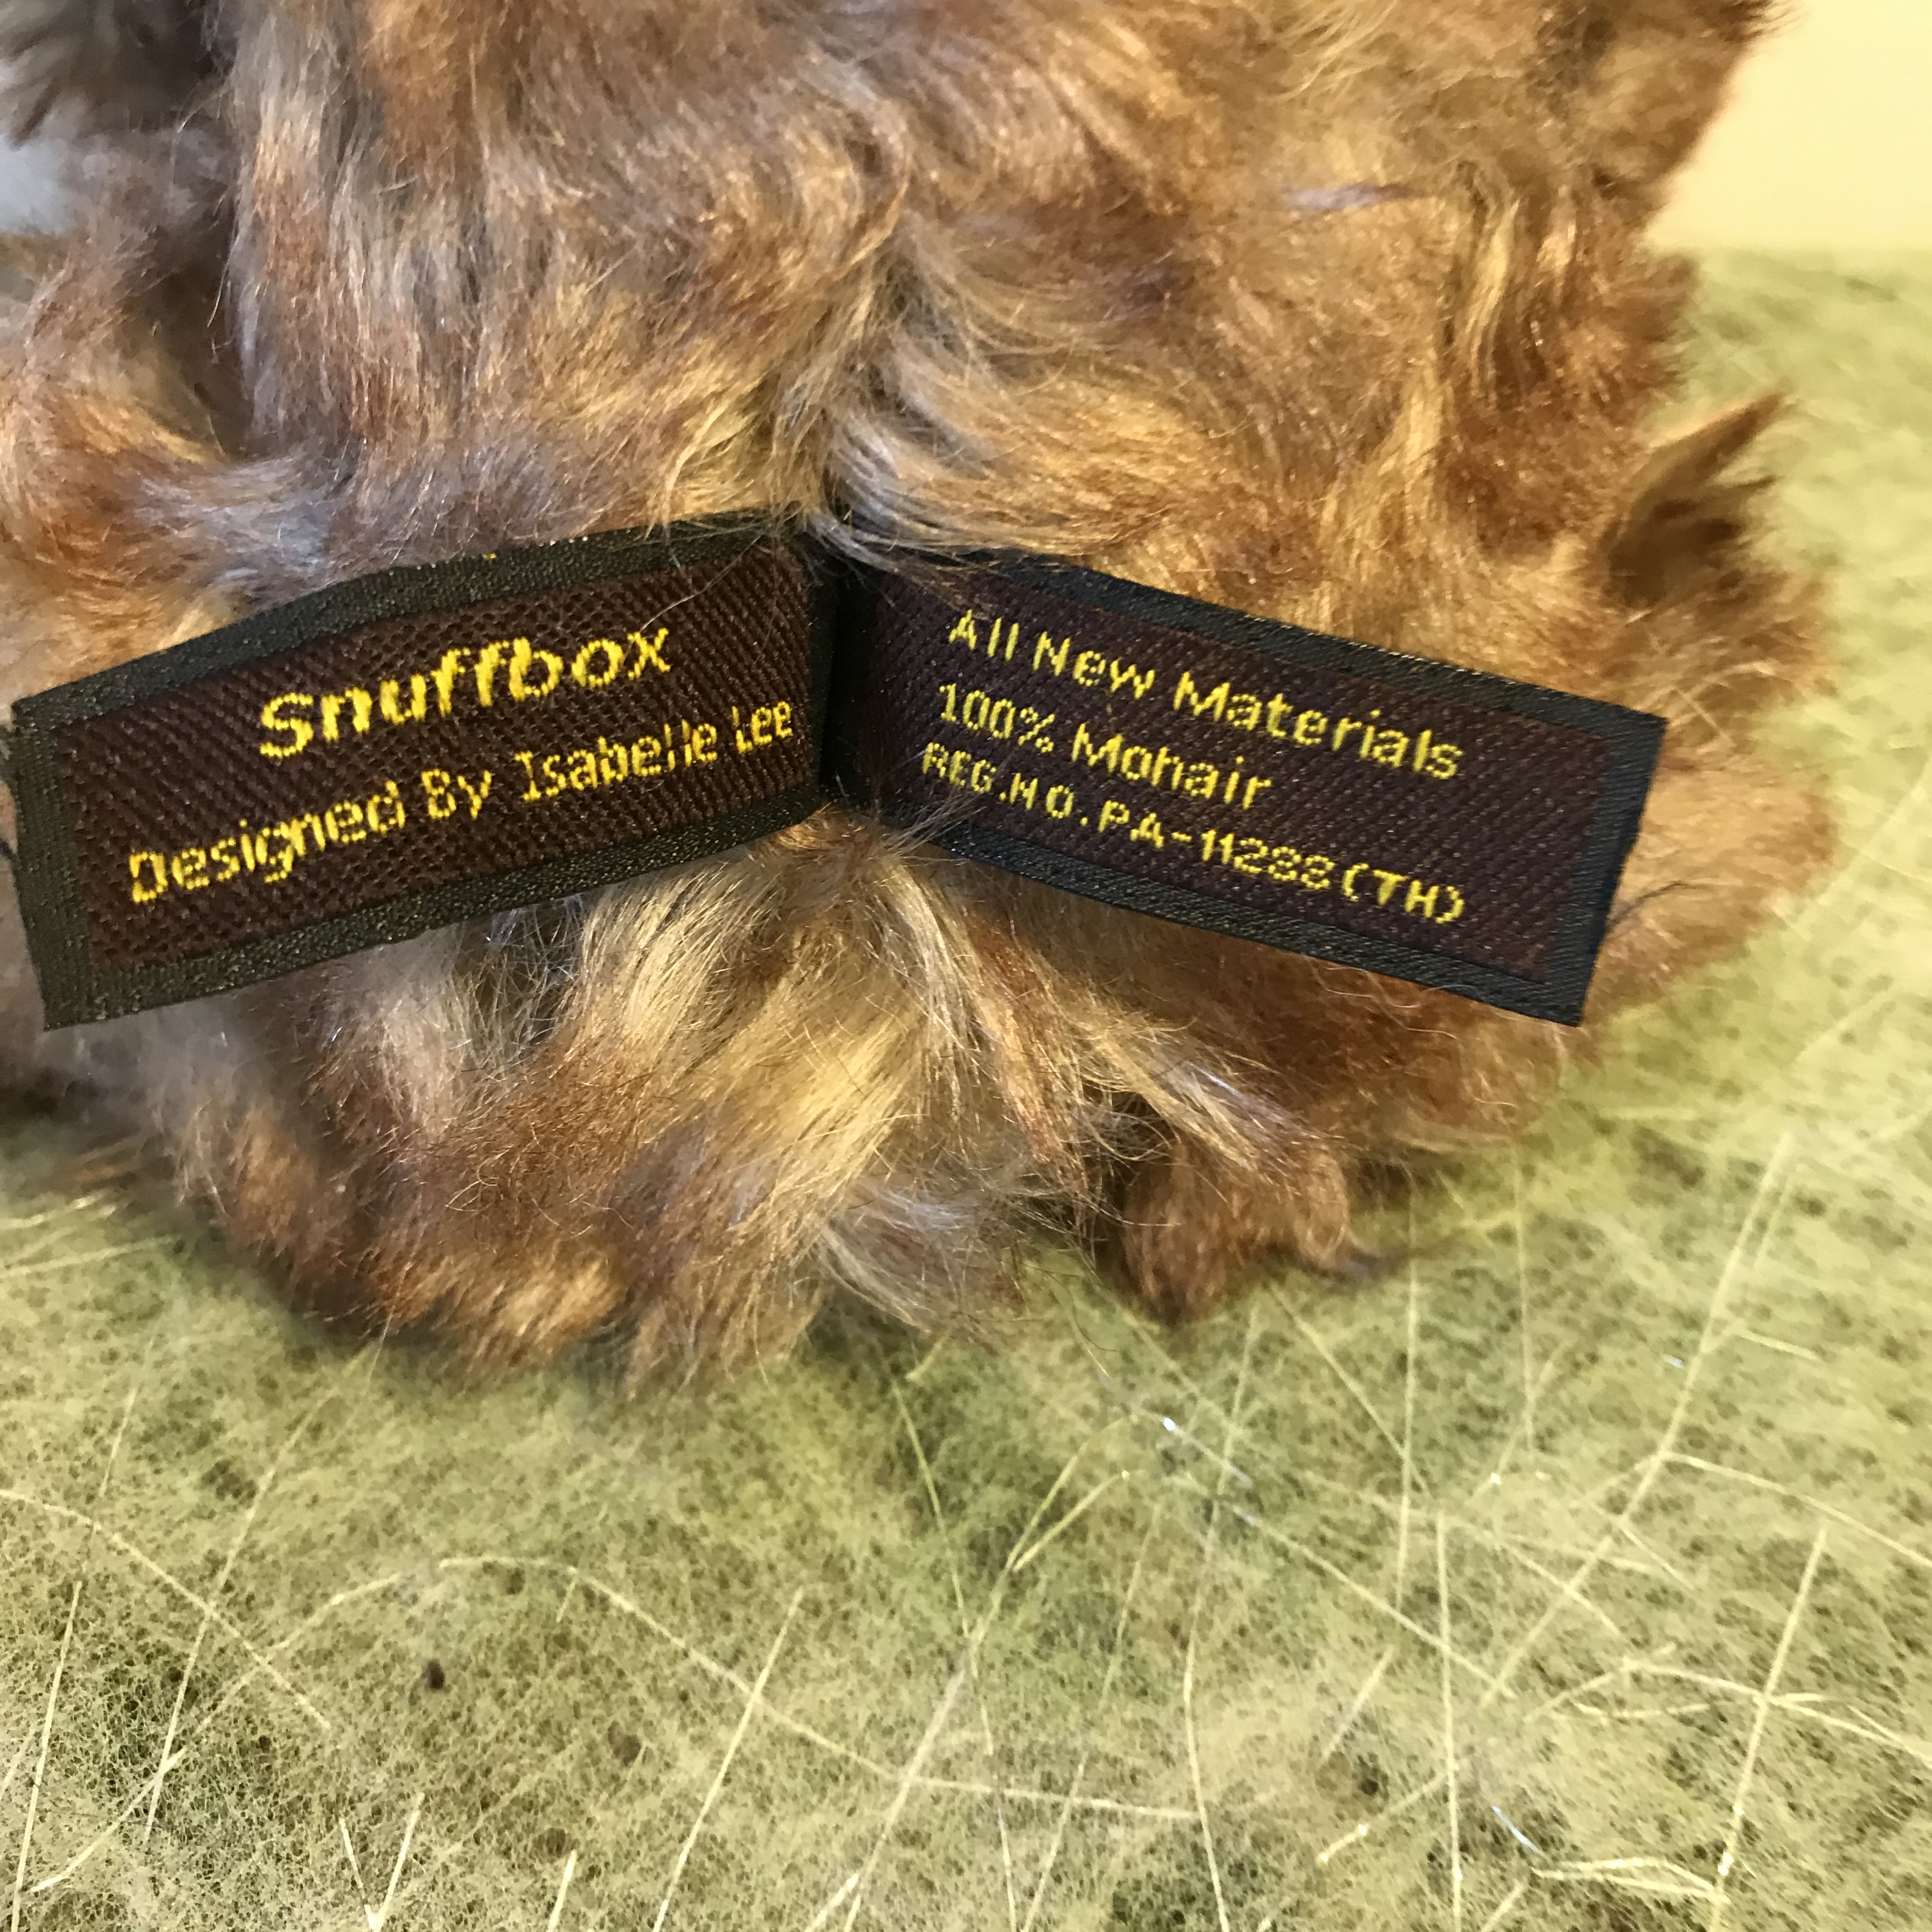 Snuffbox
Designed By Isabelle Lee
All New Materials
100% Mohair
REG.NO.PA-11288(TH)